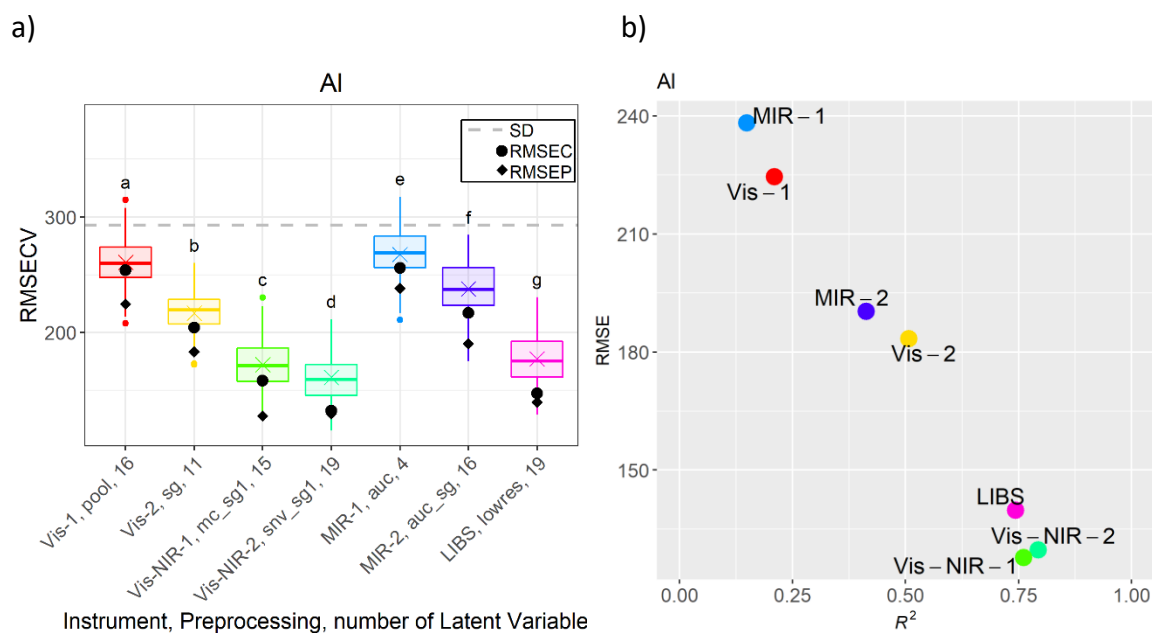 a)
Al
SD
RMSEC
RMSEP
a
b
c
d
e
f
g
300
200
RMSECV
Vis-1, pool, 16
Vis-2, sg, 11
Vis-NIR-1, mc_sg1, 15
Vis-NIR-2, snv_sg1, 19
MIR-1, auc, 4
MIR-2, auc_sg, 16
LIBS, lowres, 19
Instrument, Preprocessing, number of Latent Variable
b)
Al
240
210
180
150
RMSE
MIR – 1
Vis – 1
MIR – 2
Vis – 2
LIBS
Vis – NIR – 2
Vis – NIR – 1
0.00
0.25
0.50
0.75
1.00
R²